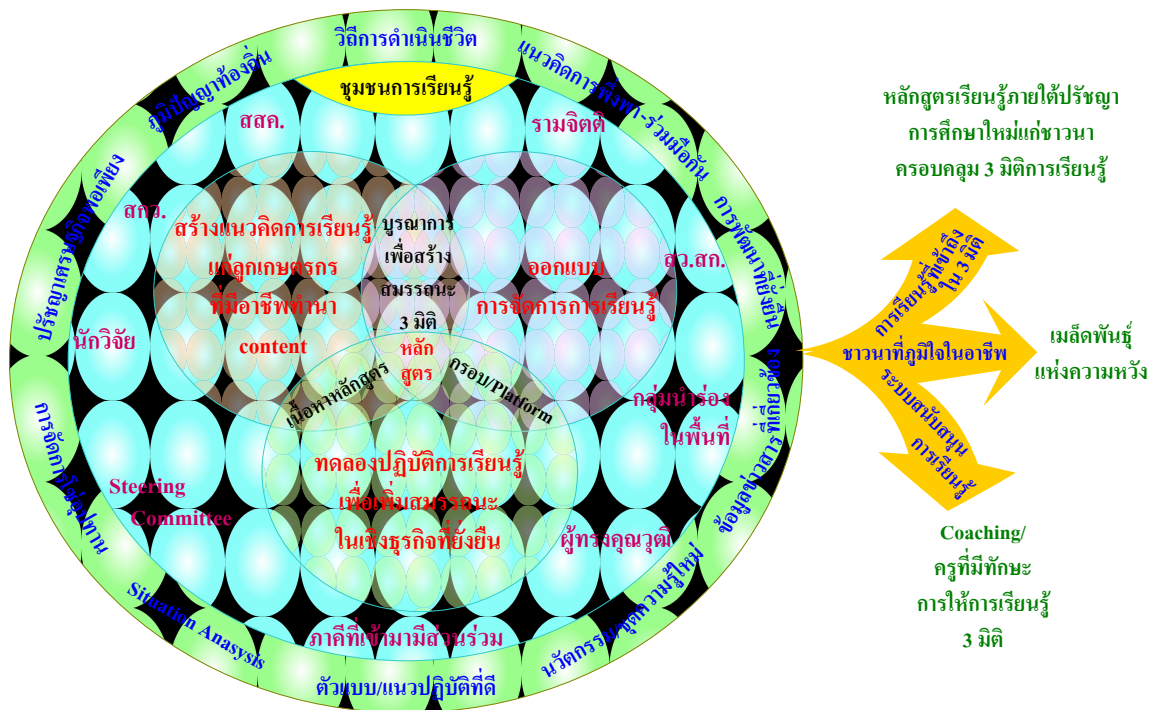 วิถีการดำเนินชีวิต
แนวคิดการพึ่งพา-ร่วมมือกัน
การพัฒนาที่ยั่งยืน
ข้อมูลข่าวสาร ที่เกี่ยวข้อง
นวัตกรรม/ชุดความรู้ใหม่
ตัวแบบ/แนวปฏิบัติที่ดี
Situation Anasysis
การจัดการโซ่อุปทาน
ปรัชญาเศรษฐกิจพอเพียง
ภูมิปัญญาท้องถิ่น
ชุมชนการเรียนรู้
สสค.
รามจิตติ
สกว.
สว.สก.
นักวิจัย
กลุ่มนำร่อง
ในพื้นที่
Steering
Committee
ผู้ทรงคุณวุฒิ
ภาคีที่เข้ามามีส่วนร่วม
สร้างแนวคิดการเรียนรู้
แก่ลูกเกษตรกร
ที่มีอาชีพทำนา
content
บูรณาการ
เพื่อสร้าง
สมรรถนะ
3 มิติ
หลัก
สูตร
ออกแบบ
การจัดการการเรียนรู้
เนื้อหาหลักสูตร
กรอบ/Platform
ทดลองปฏิบัติการเรียนรู้
เพื่อเพิ่มสมรรถนะ
ในเชิงธุรกิจที่ยั่งยืน
หลักสูตรเรียนรู้ภายใต้ปรัชญา
การศึกษาใหม่แก่ชาวนา
ครอบคลุม 3 มิติการเรียนรู้
การเรียนรู้ที่เข้าถึง
ใน 3 มิติ
ชาวนาที่ภูมิใจในอาชีพ
ระบบสนับสนุน
การเรียนรู้
เมล็ดพันธุ์
แห่งความหวัง
Coaching/
ครูที่มีทักษะ
การให้การเรียนรู้
3 มิติ